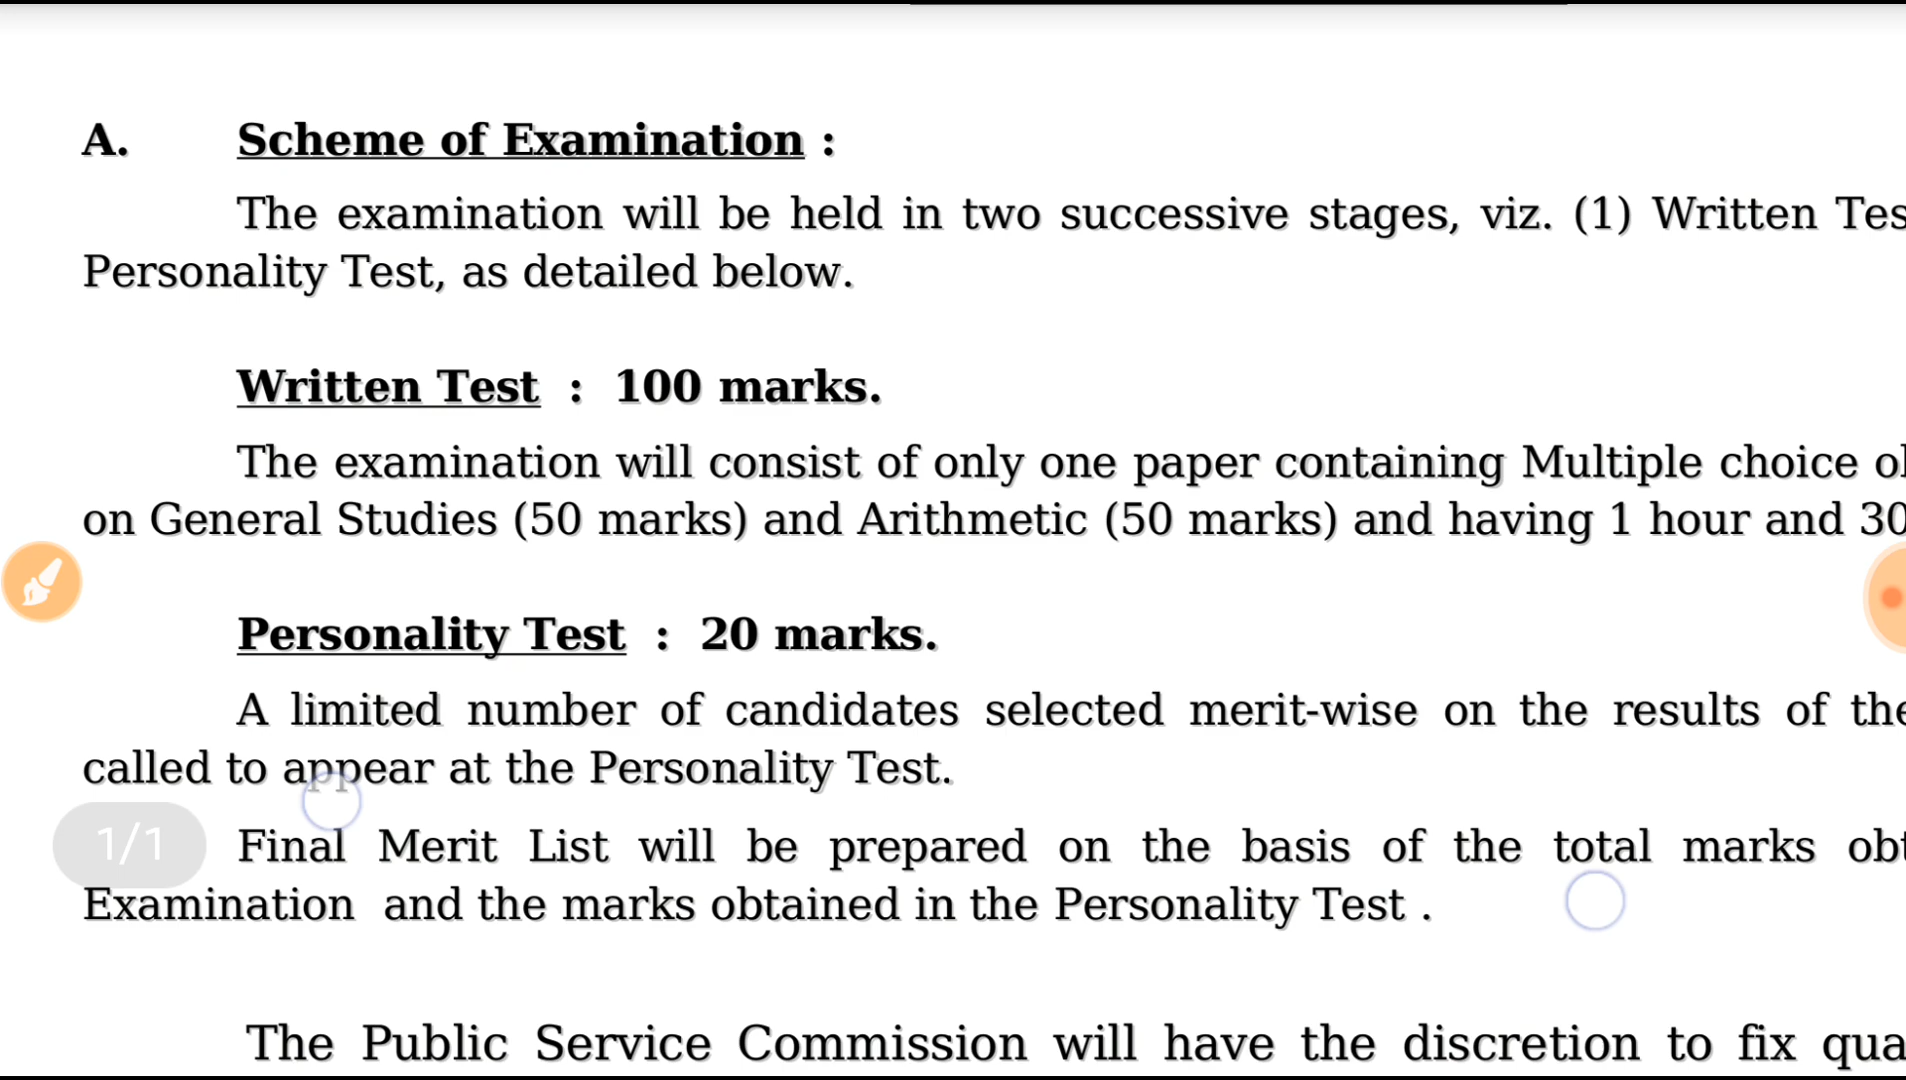 A. Scheme of Examination :
The examination will be held in two successive stages, viz. (1) Written Tes
Personality Test, as detailed below.
Written Test : 100 marks.
The examination will consist of only one paper containing Multiple choice
on General Studies (50 marks) and Arithmetic (50 marks) and having 1 hour and 30
Personality Test : 20 marks.
A limited number of candidates selected merit-wise on the results of the
called to appear at the Personality Test.
1/1
Final Merit List will be prepared on the basis of the total marks obt
Examination and the marks obtained in the Personality Test .
The Public Service Commission will have the discretion to fix qua